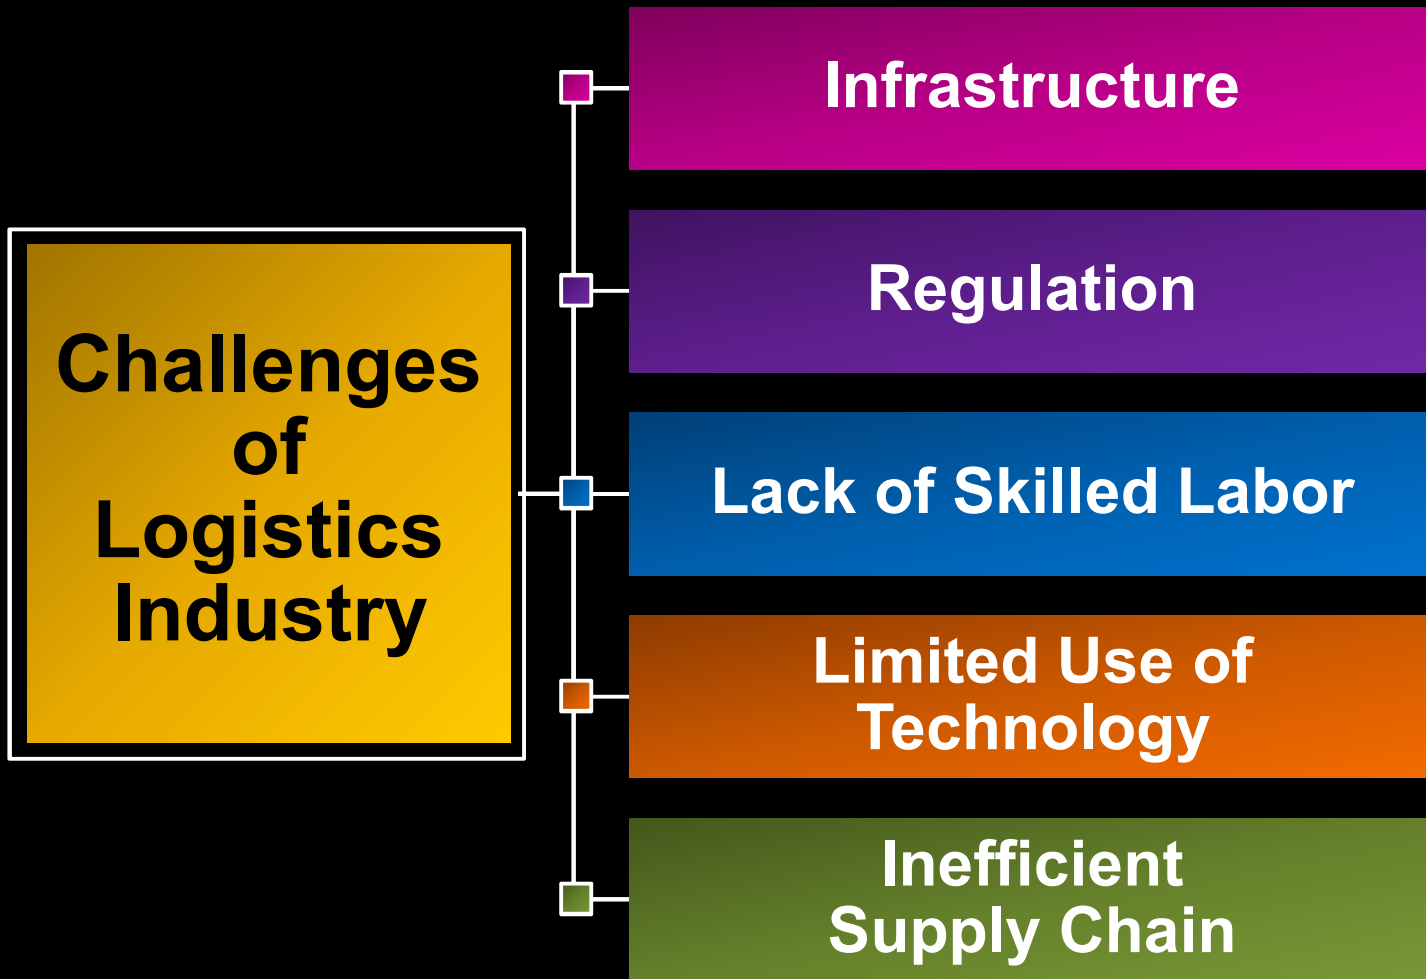 Challenges
of
Logistics
Industry
Infrastructure
Regulation
Lack of Skilled Labor
Limited Use of
Technology
Inefficient
Supply Chain